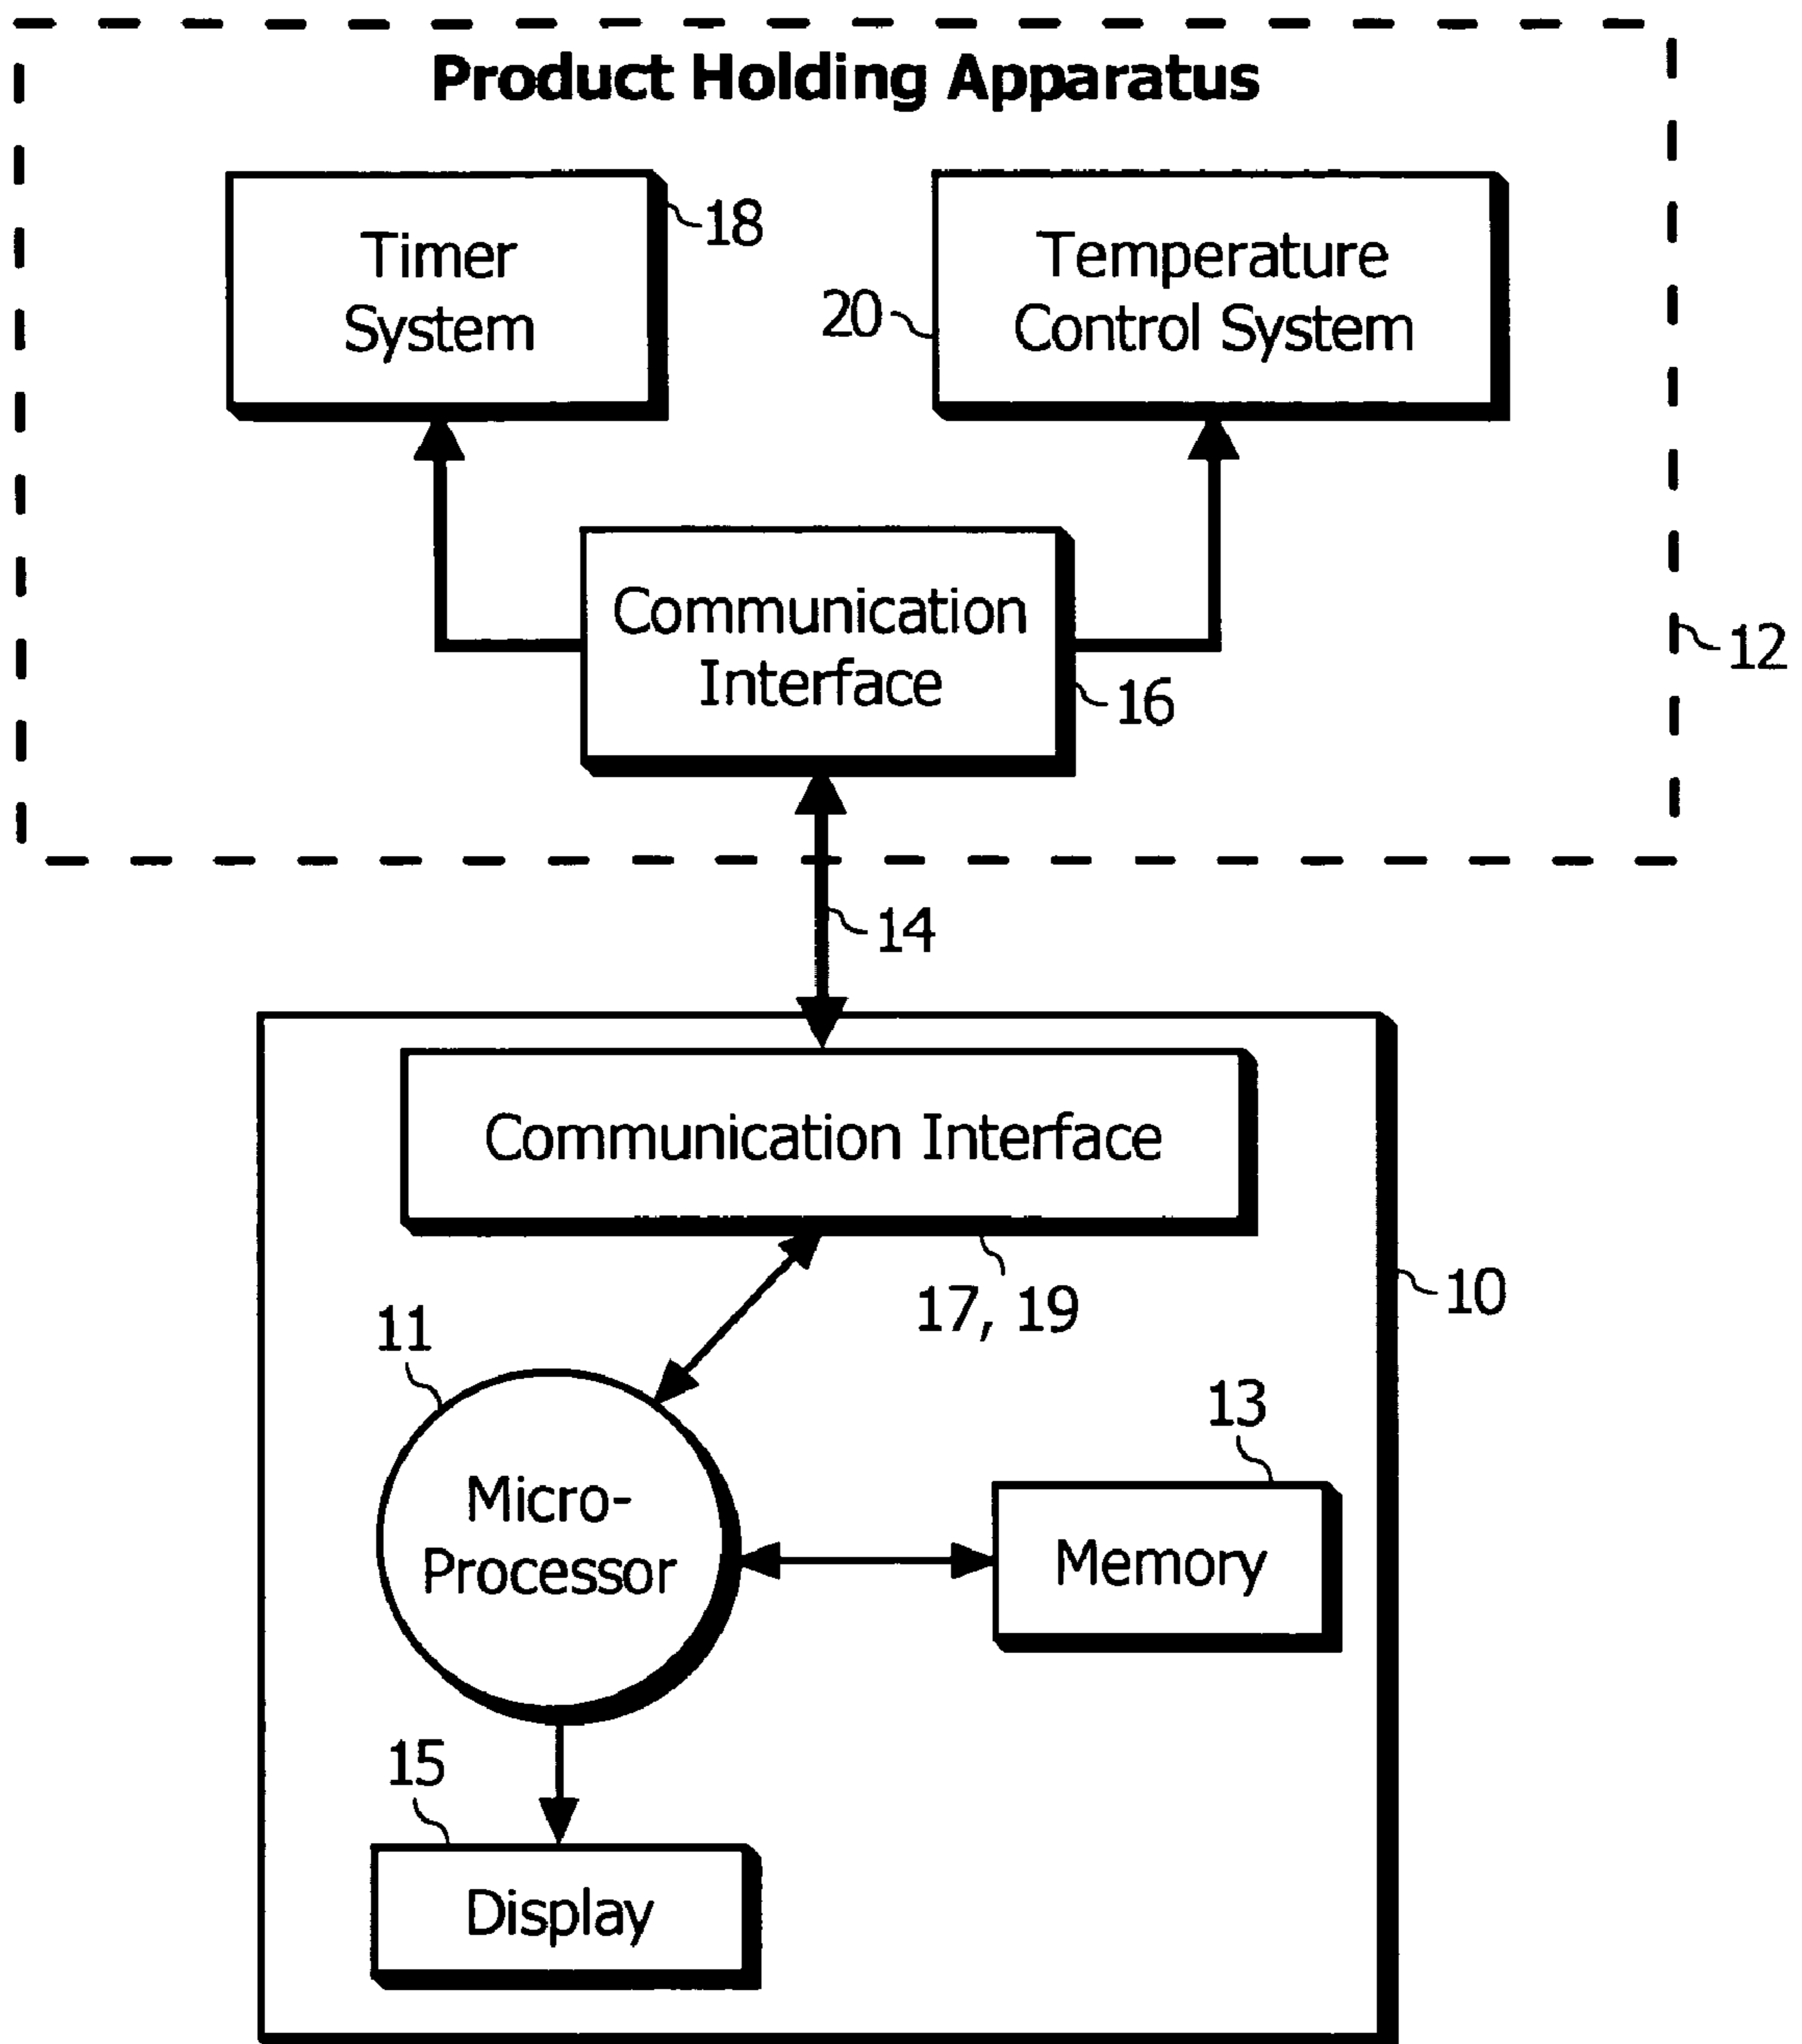 Product Holding Apparatus
Timer
System
18
Temperature
Control System
20
Communication
Interface
16
12
14
Communication Interface
17, 19
10
11
Micro-
Processor
13
Memory
15
Display